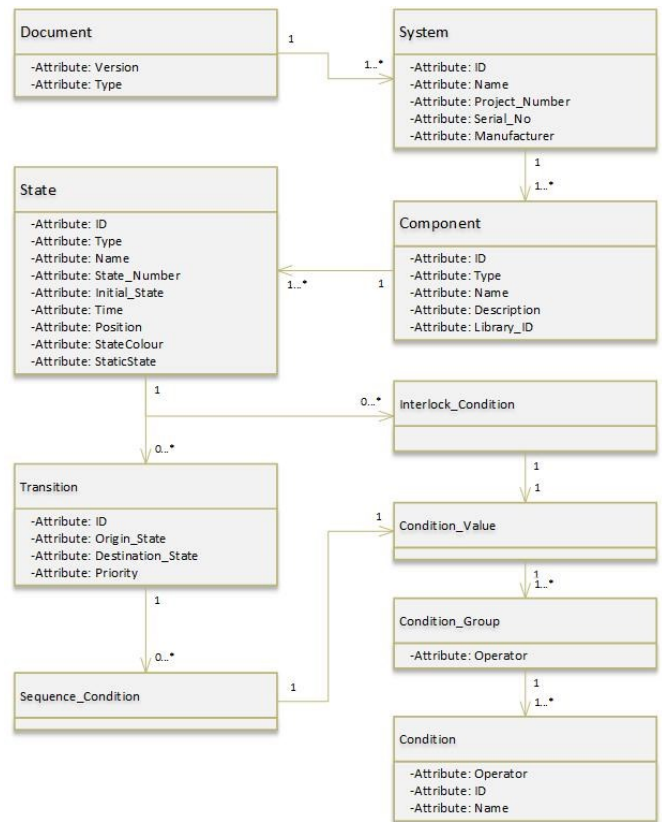 Document
-Attribute: Version
-Attribute: Type
1
1...*
System
-Attribute: ID
-Attribute: Name
-Attribute: Project_Number
-Attribute: Serial_No
-Attribute: Manufacturer
1
1...*
State
-Attribute: ID
-Attribute: Type
-Attribute: Name
-Attribute: State_Number
-Attribute: Initial_State
-Attribute: Time
-Attribute: Position
-Attribute: StateColour
-Attribute: StaticState
1...*
1
Component
-Attribute: ID
-Attribute: Type
-Attribute: Name
-Attribute: Description
-Attribute: Library_ID
1
0...*
0...*
Interlock_Condition
1
1
Transition
-Attribute: ID
-Attribute: Origin_State
-Attribute: Destination_State
-Attribute: Priority
1
Condition_Value
1
1...*
1
0...*
Condition_Group
-Attribute: Operator
1
1...*
Sequence_Condition
1
Condition
-Attribute: Operator
-Attribute: ID
-Attribute: Name